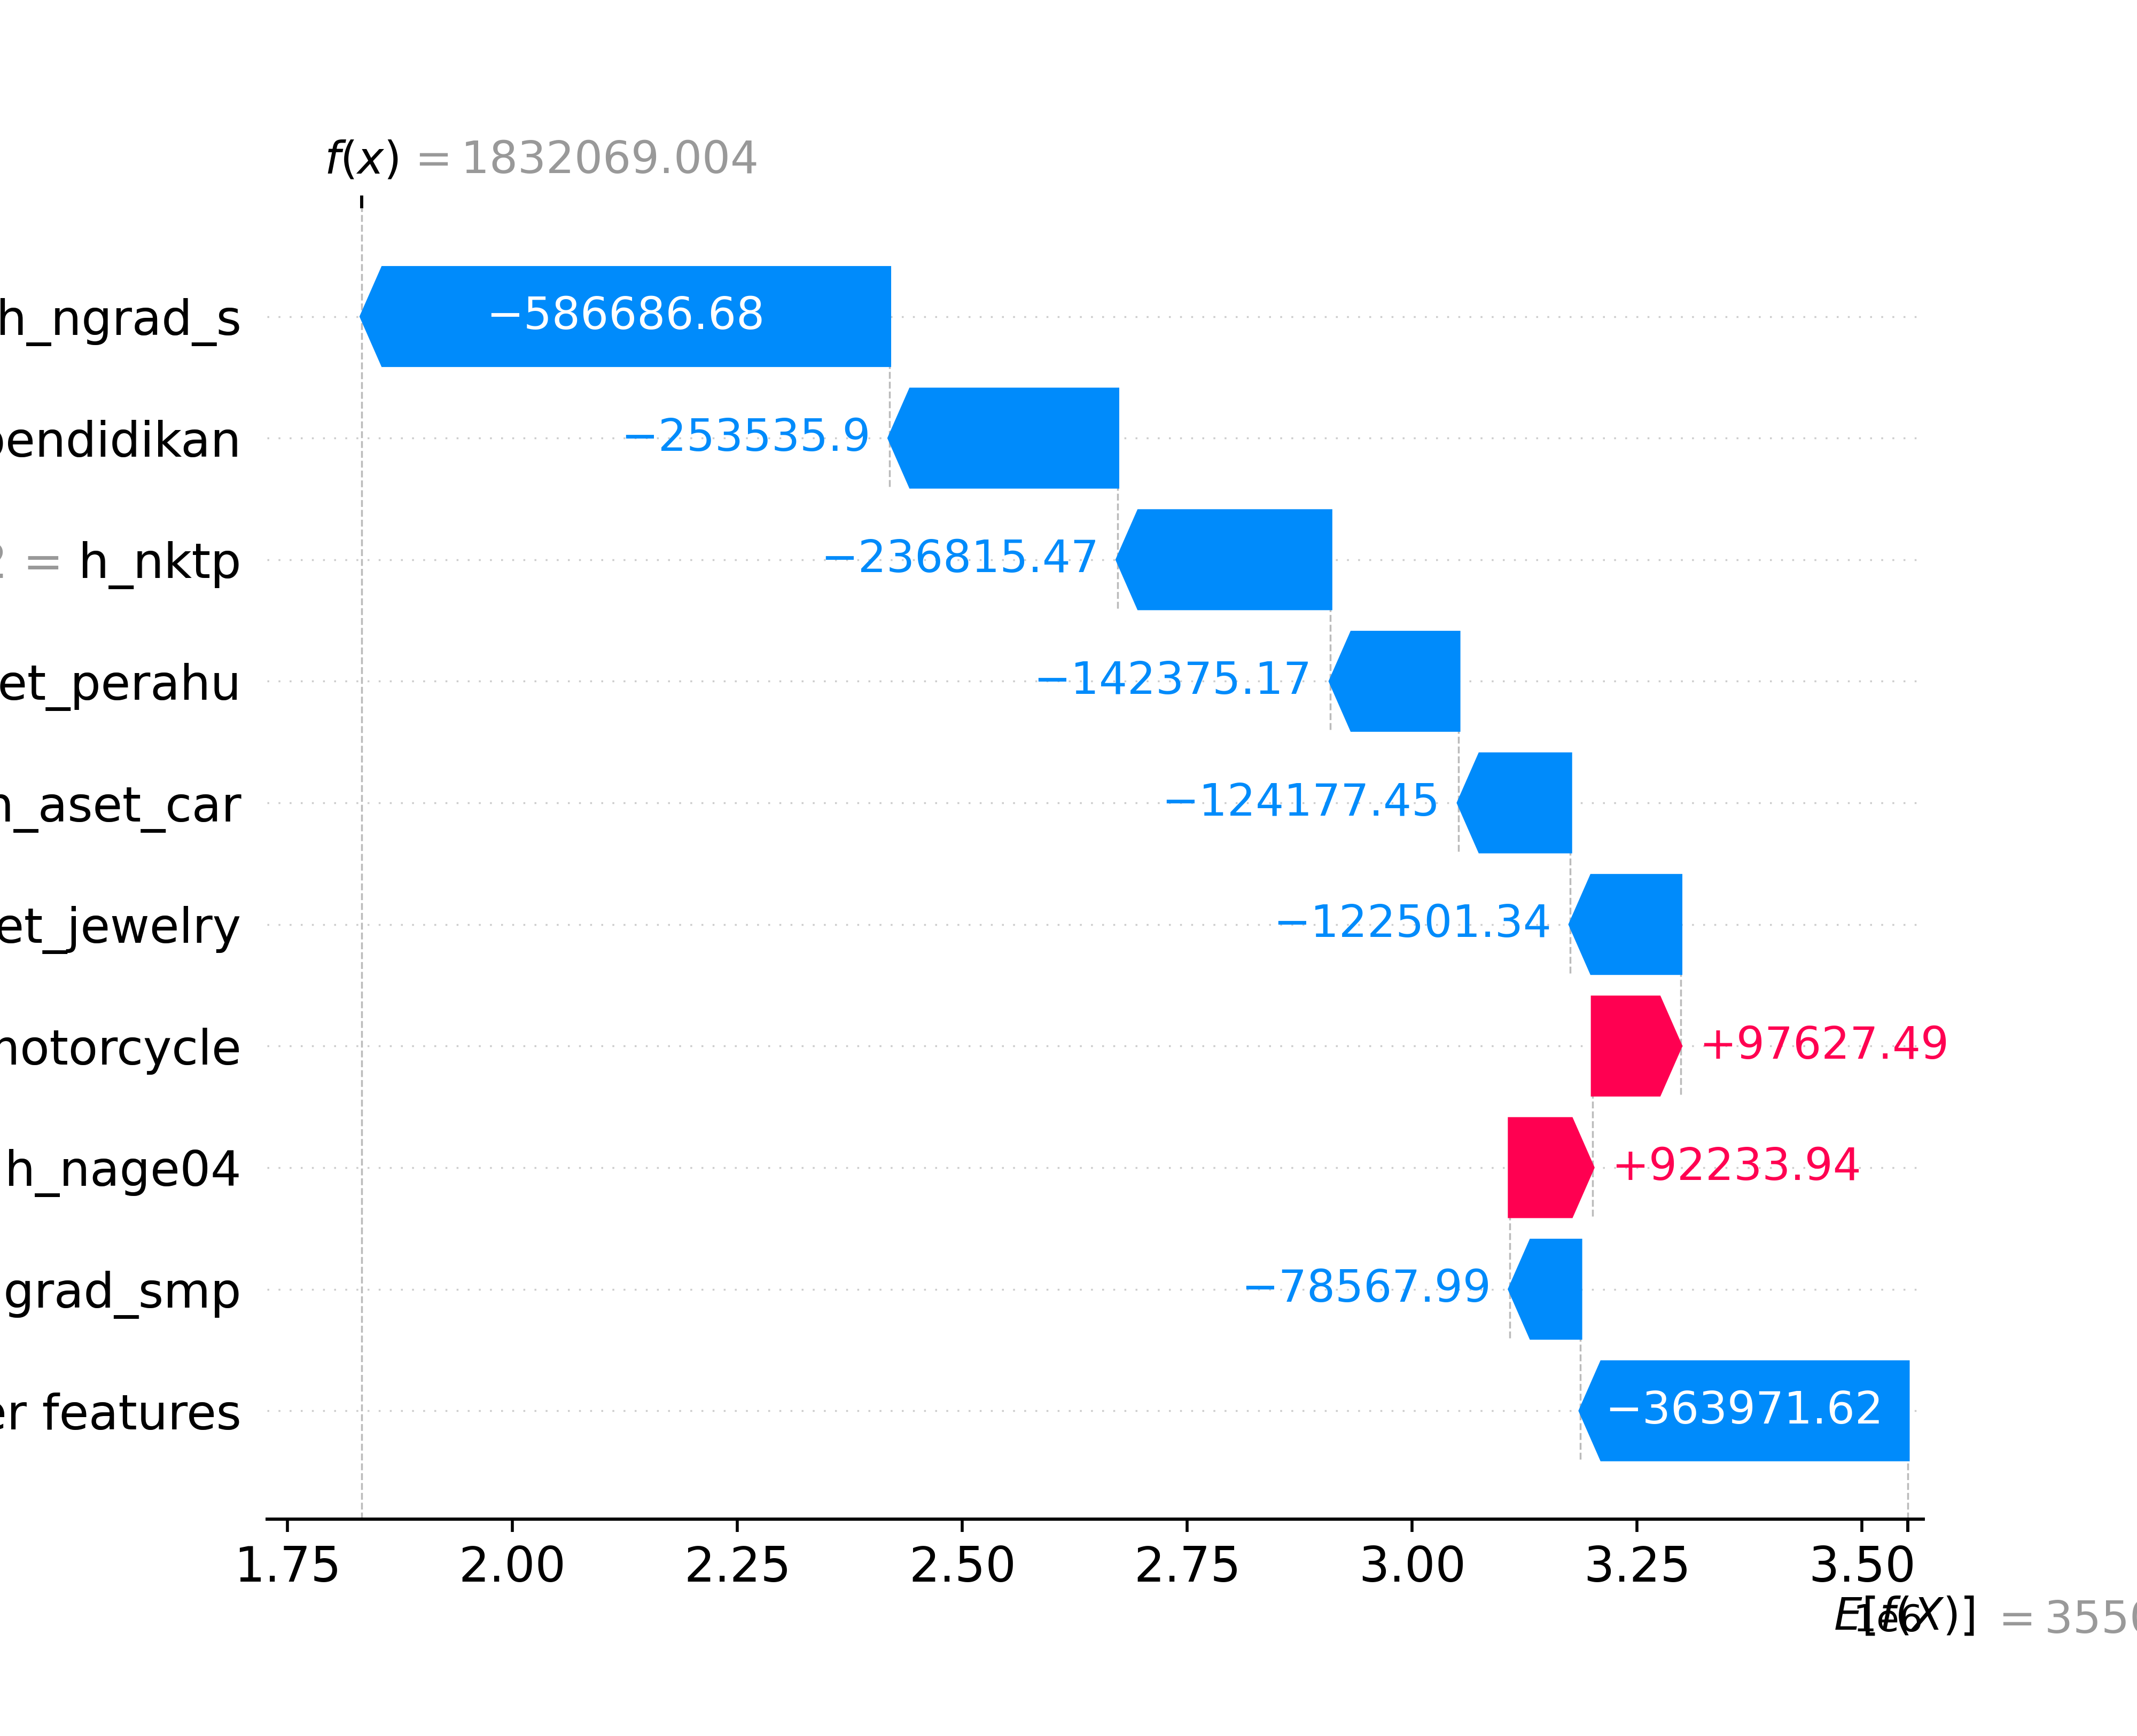 f(x) = 1832069.004
h_ngrad_s −586686.68
pendidikan −253535.9
= h_nktp −236815.47
et_perahu −142375.17
h_aset_car −124177.45
et_jewelry −122501.34
motorcycle +97627.49
h_nage04 +92233.94
grad_smp −78567.99
er features −363971.62
1.75 2.00 2.25 2.50 2.75 3.00 3.25 3.50
1e6
E[f(X)] = 355